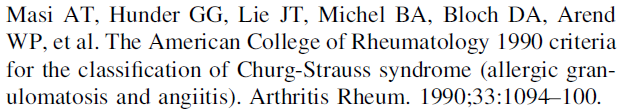 Masi AT, Hunder GG, Lie JT, Michel BA, Bloch DA, Arend
WP, et al. The American College of Rheumatology 1990 criteria
for the classification of Churg-Strauss syndrome (allergic gran-
ulomatosis and angiitis). Arthritis Rheum. 1990;33:1094–100.